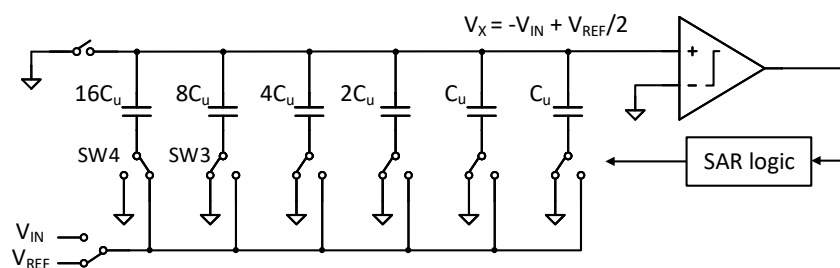 V_X = -V_IN + V_REF/2
16C_u 8C_u 4C_u 2C_u C_u C_u
+
-
SW4 SW3
SAR logic
V_IN
V_REF